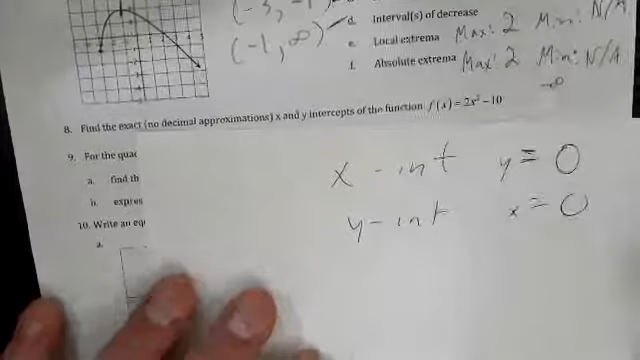 (-3, -1
(-1, ∞)
d. Interval(s) of decrease
e. Local extrema Max: 2 Min: N/A
f. Absolute extrema Max: 2 Min: N/A
8. Find the exact (no decimal approximations) x and y intercepts of the function f(x) = 2x² - 10
9. For the quad
a. find th
b. expres
10. Write an equ
a.
x - int y = 0
y - int x = 0